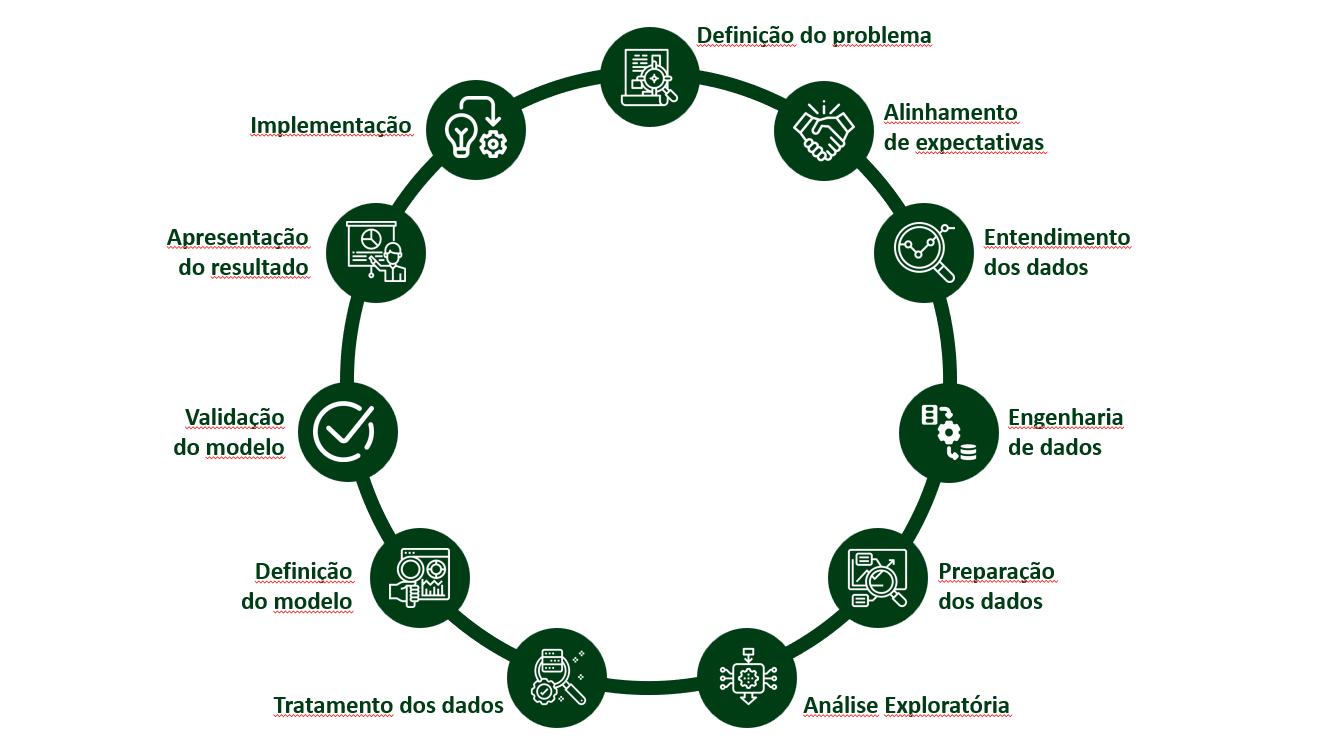 Definição do problema
Alinhamento
de expectativas
Entendimento
dos dados
Engenharia
de dados
Preparação
dos dados
Análise Exploratória
Tratamento dos dados
Definição
do modelo
Validação
do modelo
Apresentação
do resultado
Implementação